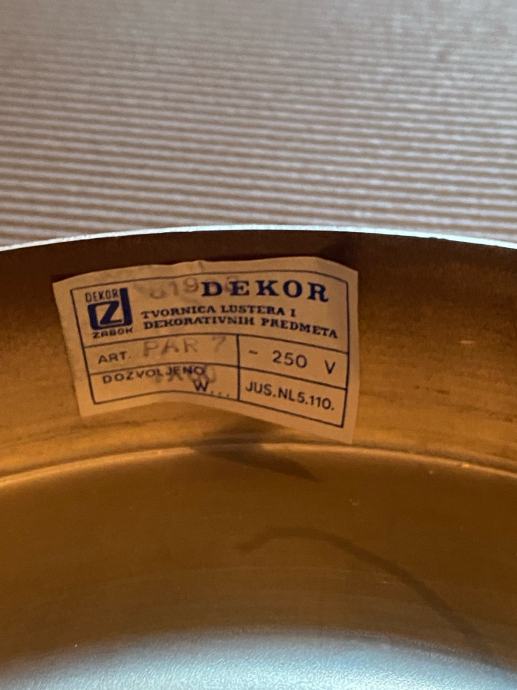 DEKOR
ZABOK
DEKOR
TVORNICA LUSTERA I
DEKORATIVNIH PREDMETA
ART. PAR 7
~ 250 V
DOZVOLJENO
W
JUS.NL5.110.